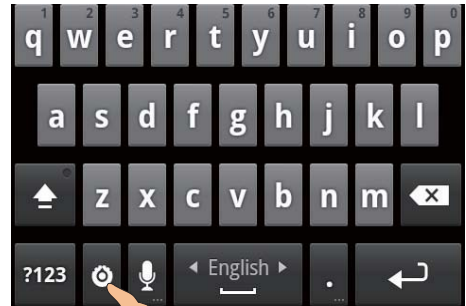 1 2 3 4 5 6 7 8 9 0
q w e r t y u i o p
a s d f g h j k l
z x c v b n m
?123 ... English . ...